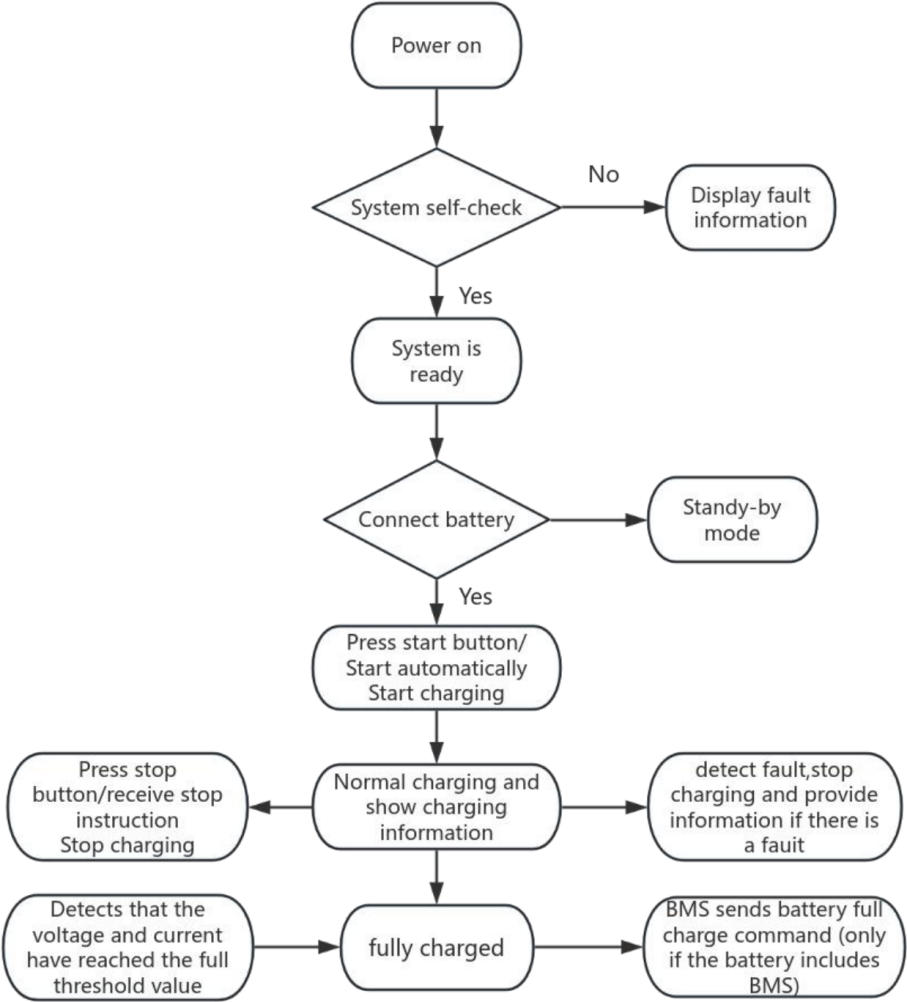 Power on
No
System self-check
Display fault
information
Yes
System is
ready
Connect battery
Standy-by
mode
Yes
Press start button/
Start automatically
Start charging
Press stop
button/receive stop
instruction
Stop charging
Normal charging and
show charging
information
detect fault,stop
charging and provide
information if there is
a fauit
Detects that the
voltage and current
have reached the full
threshold value
fully charged
BMS sends battery full
charge command (only
if the battery includes
BMS)